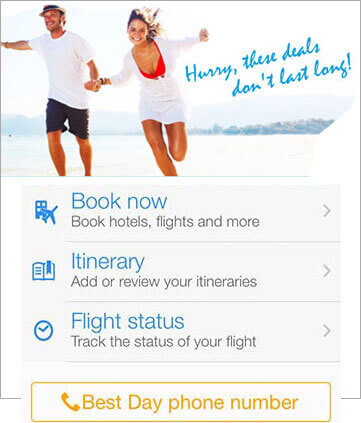 Hurry, these deals
don't last long!
Book now
Book hotels, flights and more
Itinerary
Add or review your itineraries
Flight status
Track the status of your flight
Best Day phone number